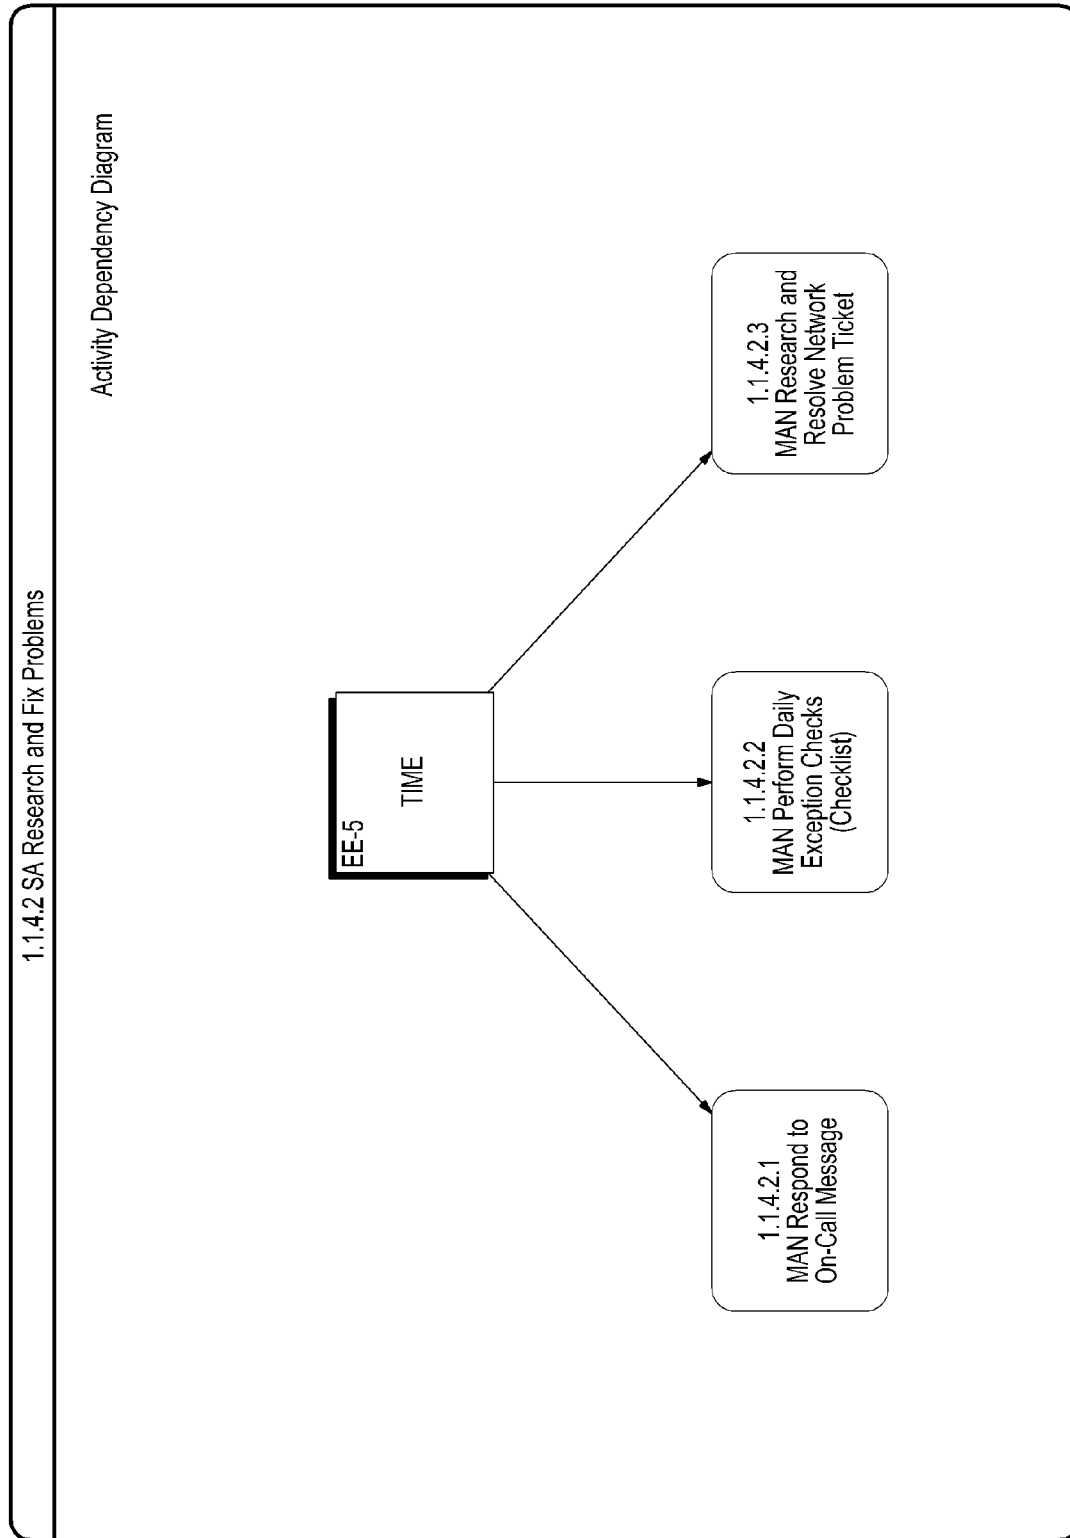 1.1.4.2 SA Research and Fix Problems
Activity Dependency Diagram
EE-5
TIME
1.1.4.2.1
MAN Respond to
On-Call Message
1.1.4.2.2
MAN Perform Daily
Exception Checks
(Checklist)
1.1.4.2.3
MAN Research and
Resolve Network
Problem Ticket